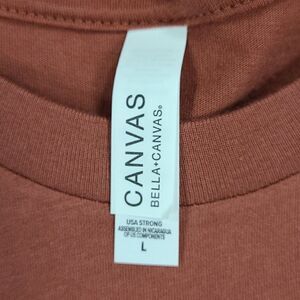 CANVAS
BELLA+CANVAS®
USA STRONG
ASSEMBLED IN NICARAGUA
OF US COMPONENTS
L